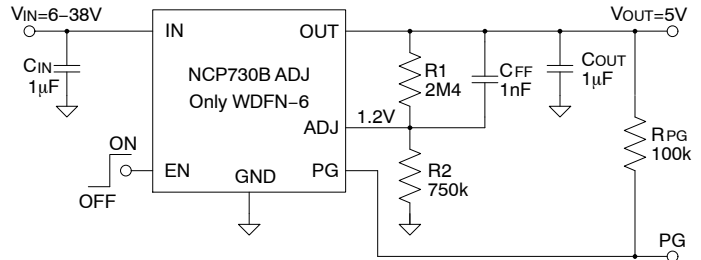 VIN=6-38V
VOUT=5V
IN
OUT
CIN
1µF
NCP730B ADJ
Only WDFN-6
R1
2M4
CFF
1nF
COUT
1µF
1.2V
ADJ
ON
OFF
EN
GND
PG
R2
750k
RPG
100k
PG